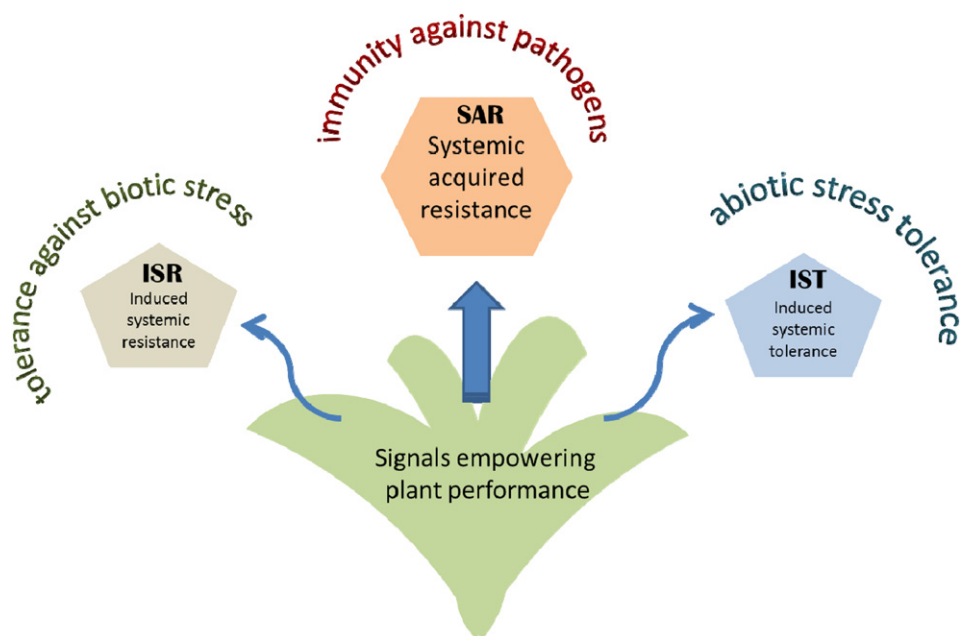 immunity against pathogens
SAR
Systemic
acquired
resistance
tolerance against biotic stress
ISR
Induced
systemic
resistance
abiotic stress tolerance
IST
Induced
systemic
tolerance
Signals empowering
plant performance